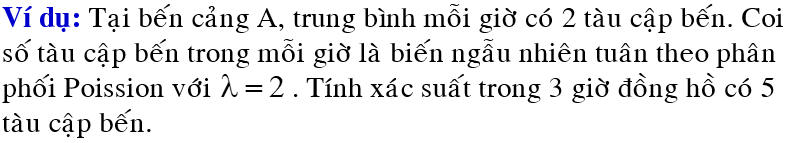 Ví dụ: Tại bến cảng A, trung bình mỗi giờ có 2 tàu cập bến. Coi
số tàu cập bến trong mỗi giờ là biến ngẫu nhiên tuân theo phân
phối Poission với λ = 2 . Tính xác suất trong 3 giờ đồng hồ có 5
tàu cập bến.